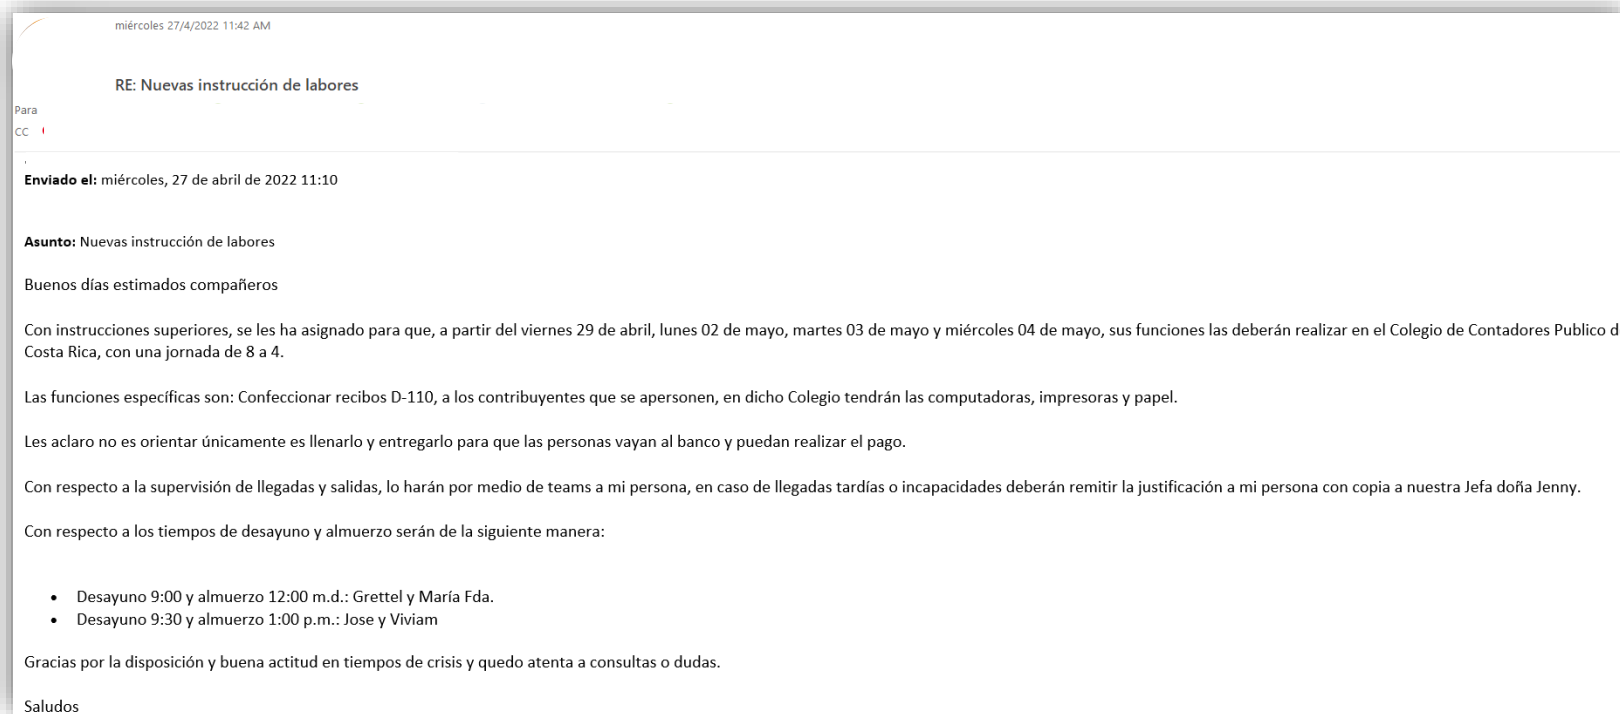 miércoles 27/4/2022 11:42 AM
RE: Nuevas instrucción de labores
Para
CC
Enviado el: miércoles, 27 de abril de 2022 11:10
Asunto: Nuevas instrucción de labores
Buenos días estimados compañeros
Con instrucciones superiores, se les ha asignado para que, a partir del viernes 29 de abril, lunes 02 de mayo, martes 03 de mayo y miércoles 04 de mayo, sus funciones las deberán realizar en el Colegio de Contadores Publico d
Costa Rica, con una jornada de 8 a 4.
Las funciones específicas son: Confeccionar recibos D-110, a los contribuyentes que se apersonen, en dicho Colegio tendrán las computadoras, impresoras y papel.
Les aclaro no es orientar únicamente es llenarlo y entregarlo para que las personas vayan al banco y puedan realizar el pago.
Con respecto a la supervisión de llegadas y salidas, lo harán por medio de teams a mi persona, en caso de llegadas tardías o incapacidades deberán remitir la justificación a mi persona con copia a nuestra Jefa doña Jenny.
Con respecto a los tiempos de desayuno y almuerzo serán de la siguiente manera:
• Desayuno 9:00 y almuerzo 12:00 m.d.: Grettel y María Fda.
• Desayuno 9:30 y almuerzo 1:00 p.m.: Jose y Viviam
Gracias por la disposición y buena actitud en tiempos de crisis y quedo atenta a consultas o dudas.
Saludos